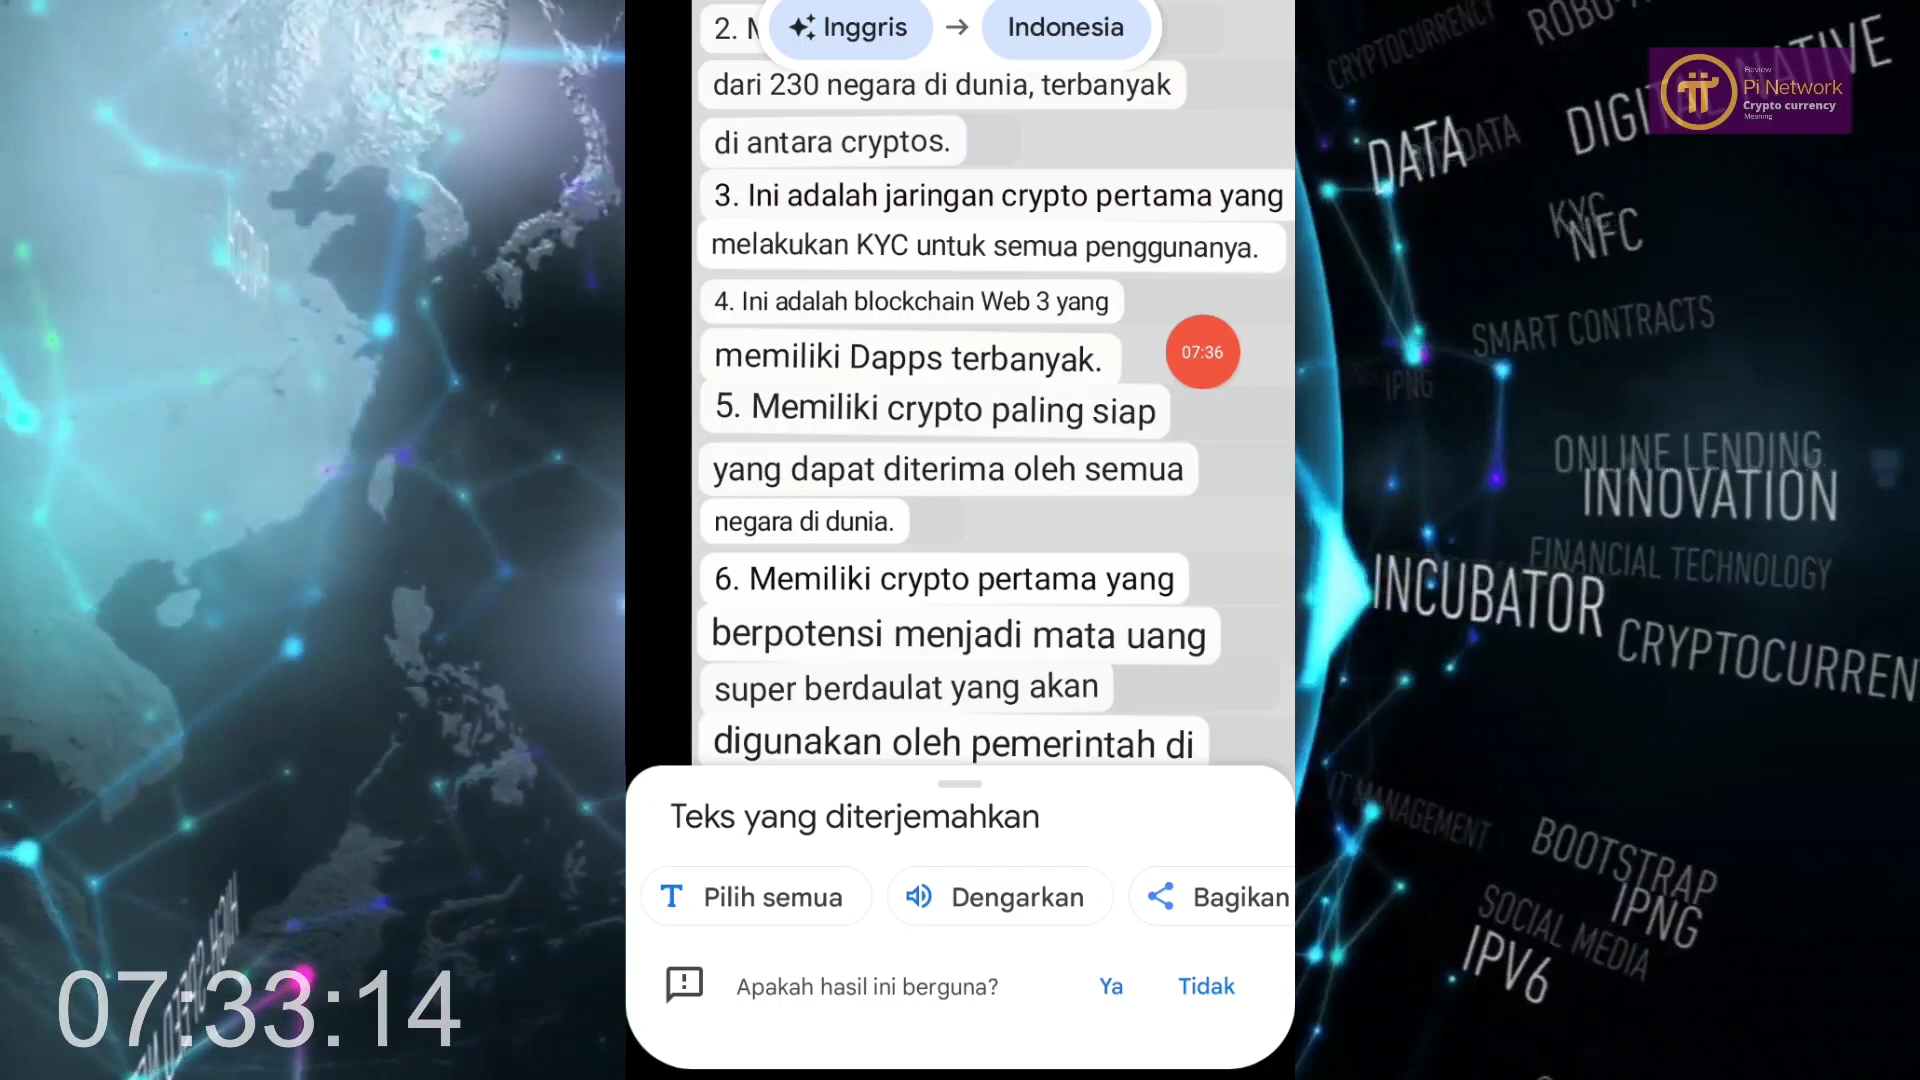 Inggris → Indonesia
2. M
dari 230 negara di dunia, terbanyak
di antara cryptos.
3. Ini adalah jaringan crypto pertama yang
melakukan KYC untuk semua penggunanya.
4. Ini adalah blockchain Web 3 yang
memiliki Dapps terbanyak.
07:36
5. Memiliki crypto paling siap
yang dapat diterima oleh semua
negara di dunia.
6. Memiliki crypto pertama yang
berpotensi menjadi mata uang
super berdaulat yang akan
digunakan oleh pemerintah di
Teks yang diterjemahkan
Pilih semua
Dengarkan
Bagikan
Apakah hasil ini berguna?
Ya
Tidak
07:33:14
Review
Pi Network
Crypto currency
Meaning
CRYPTOCURRENCY
DATA
DATA
KYC
NFC
SMART CONTRACTS
IPNG
ONLINE LENDING
INNOVATION
FINANCIAL TECHNOLOGY
INCUBATOR
CRYPTOCURREN
IT MANAGEMENT
BOOTSTRAP
IPNG
SOCIAL MEDIA
IPV6